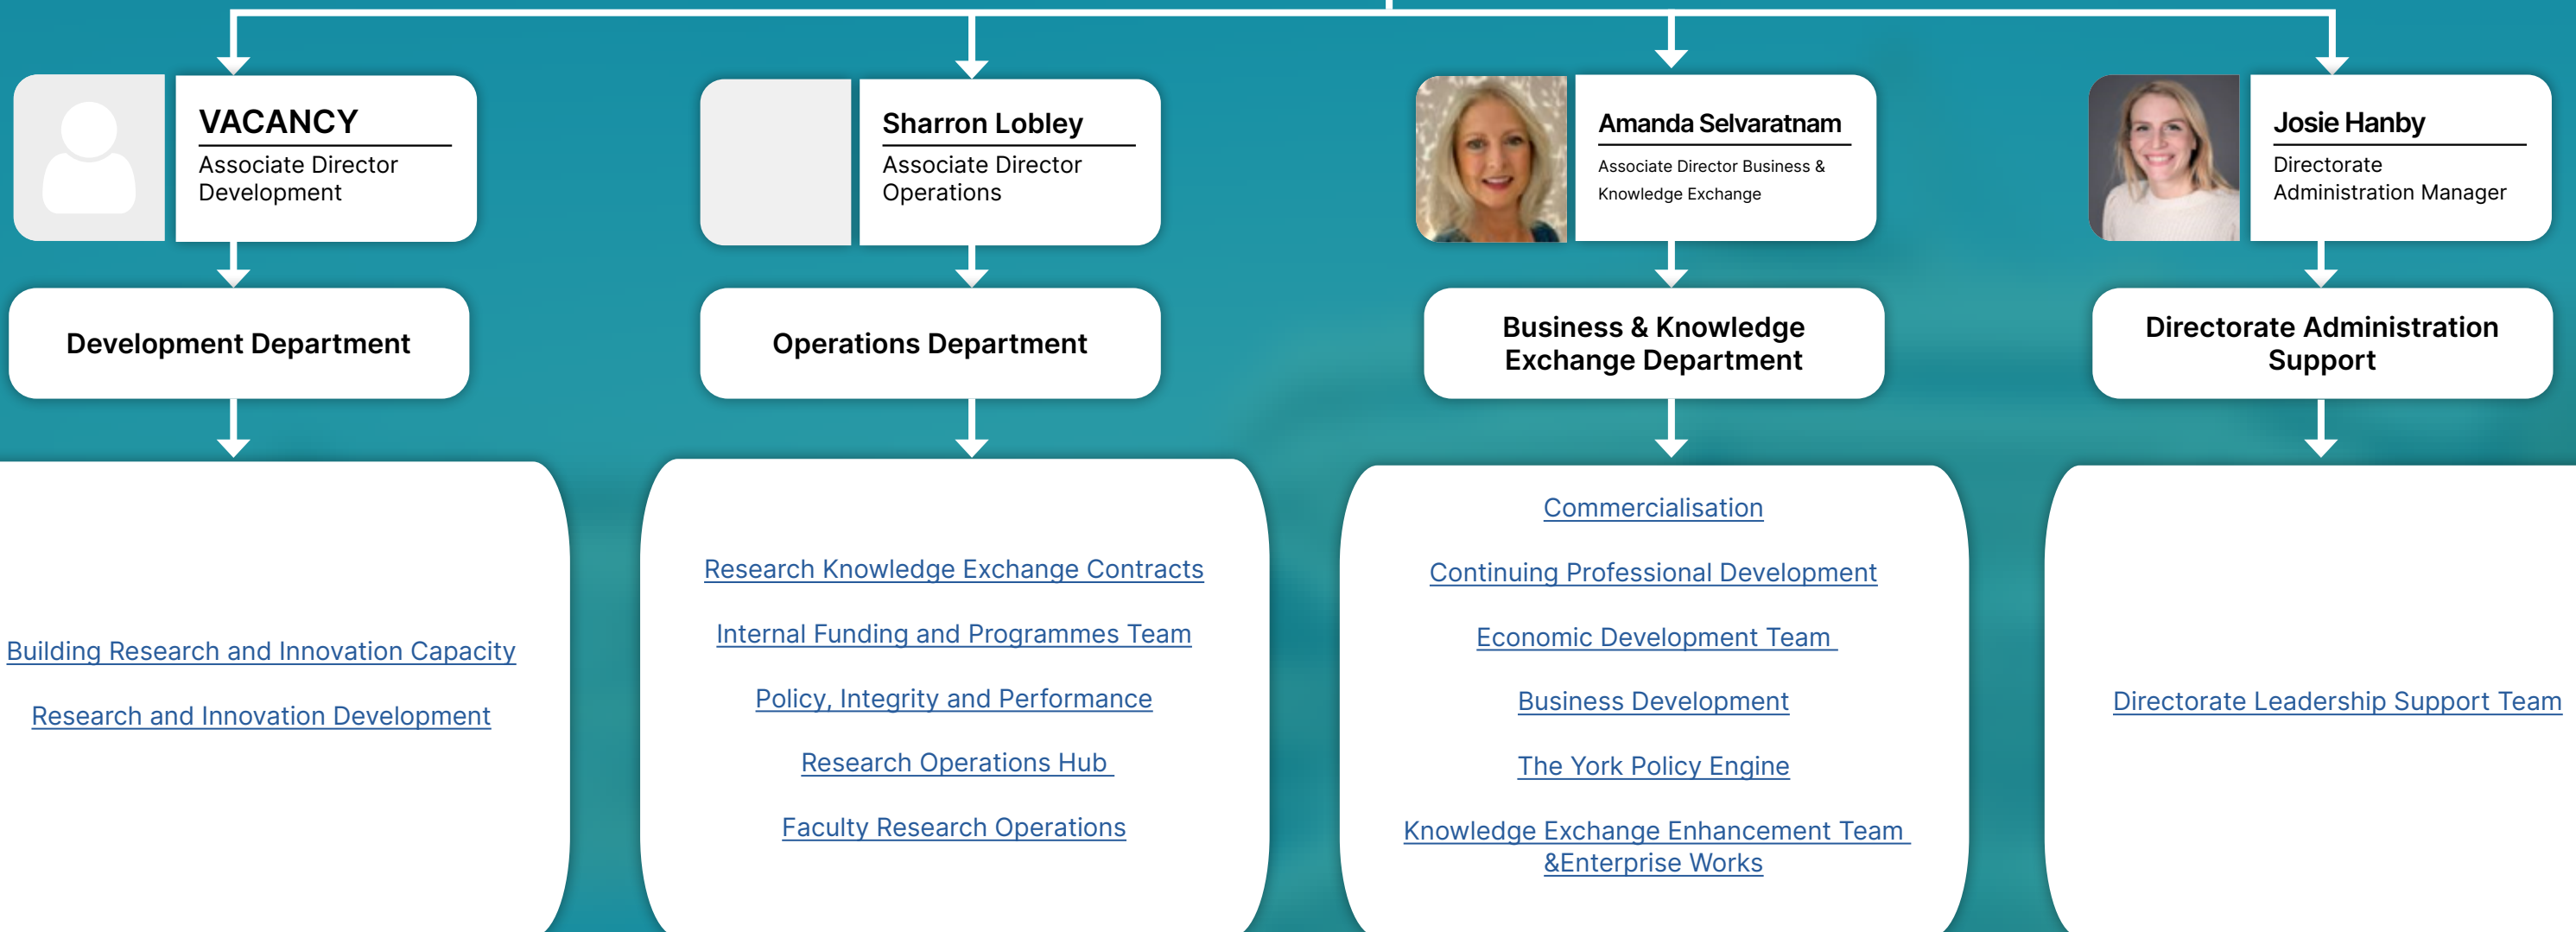 VACANCY
Associate Director
Development
Sharron Lobley
Associate Director
Operations
Amanda Selvaratnam
Associate Director Business &
Knowledge Exchange
Josie Hanby
Directorate
Administration Manager
Development Department
Operations Department
Business & Knowledge
Exchange Department
Directorate Administration
Support
Building Research and Innovation Capacity
Research and Innovation Development
Research Knowledge Exchange Contracts
Internal Funding and Programmes Team
Policy, Integrity and Performance
Research Operations Hub
Faculty Research Operations
Commercialisation
Continuing Professional Development
Economic Development Team
Business Development
The York Policy Engine
Knowledge Exchange Enhancement Team
&Enterprise Works
Directorate Leadership Support Team